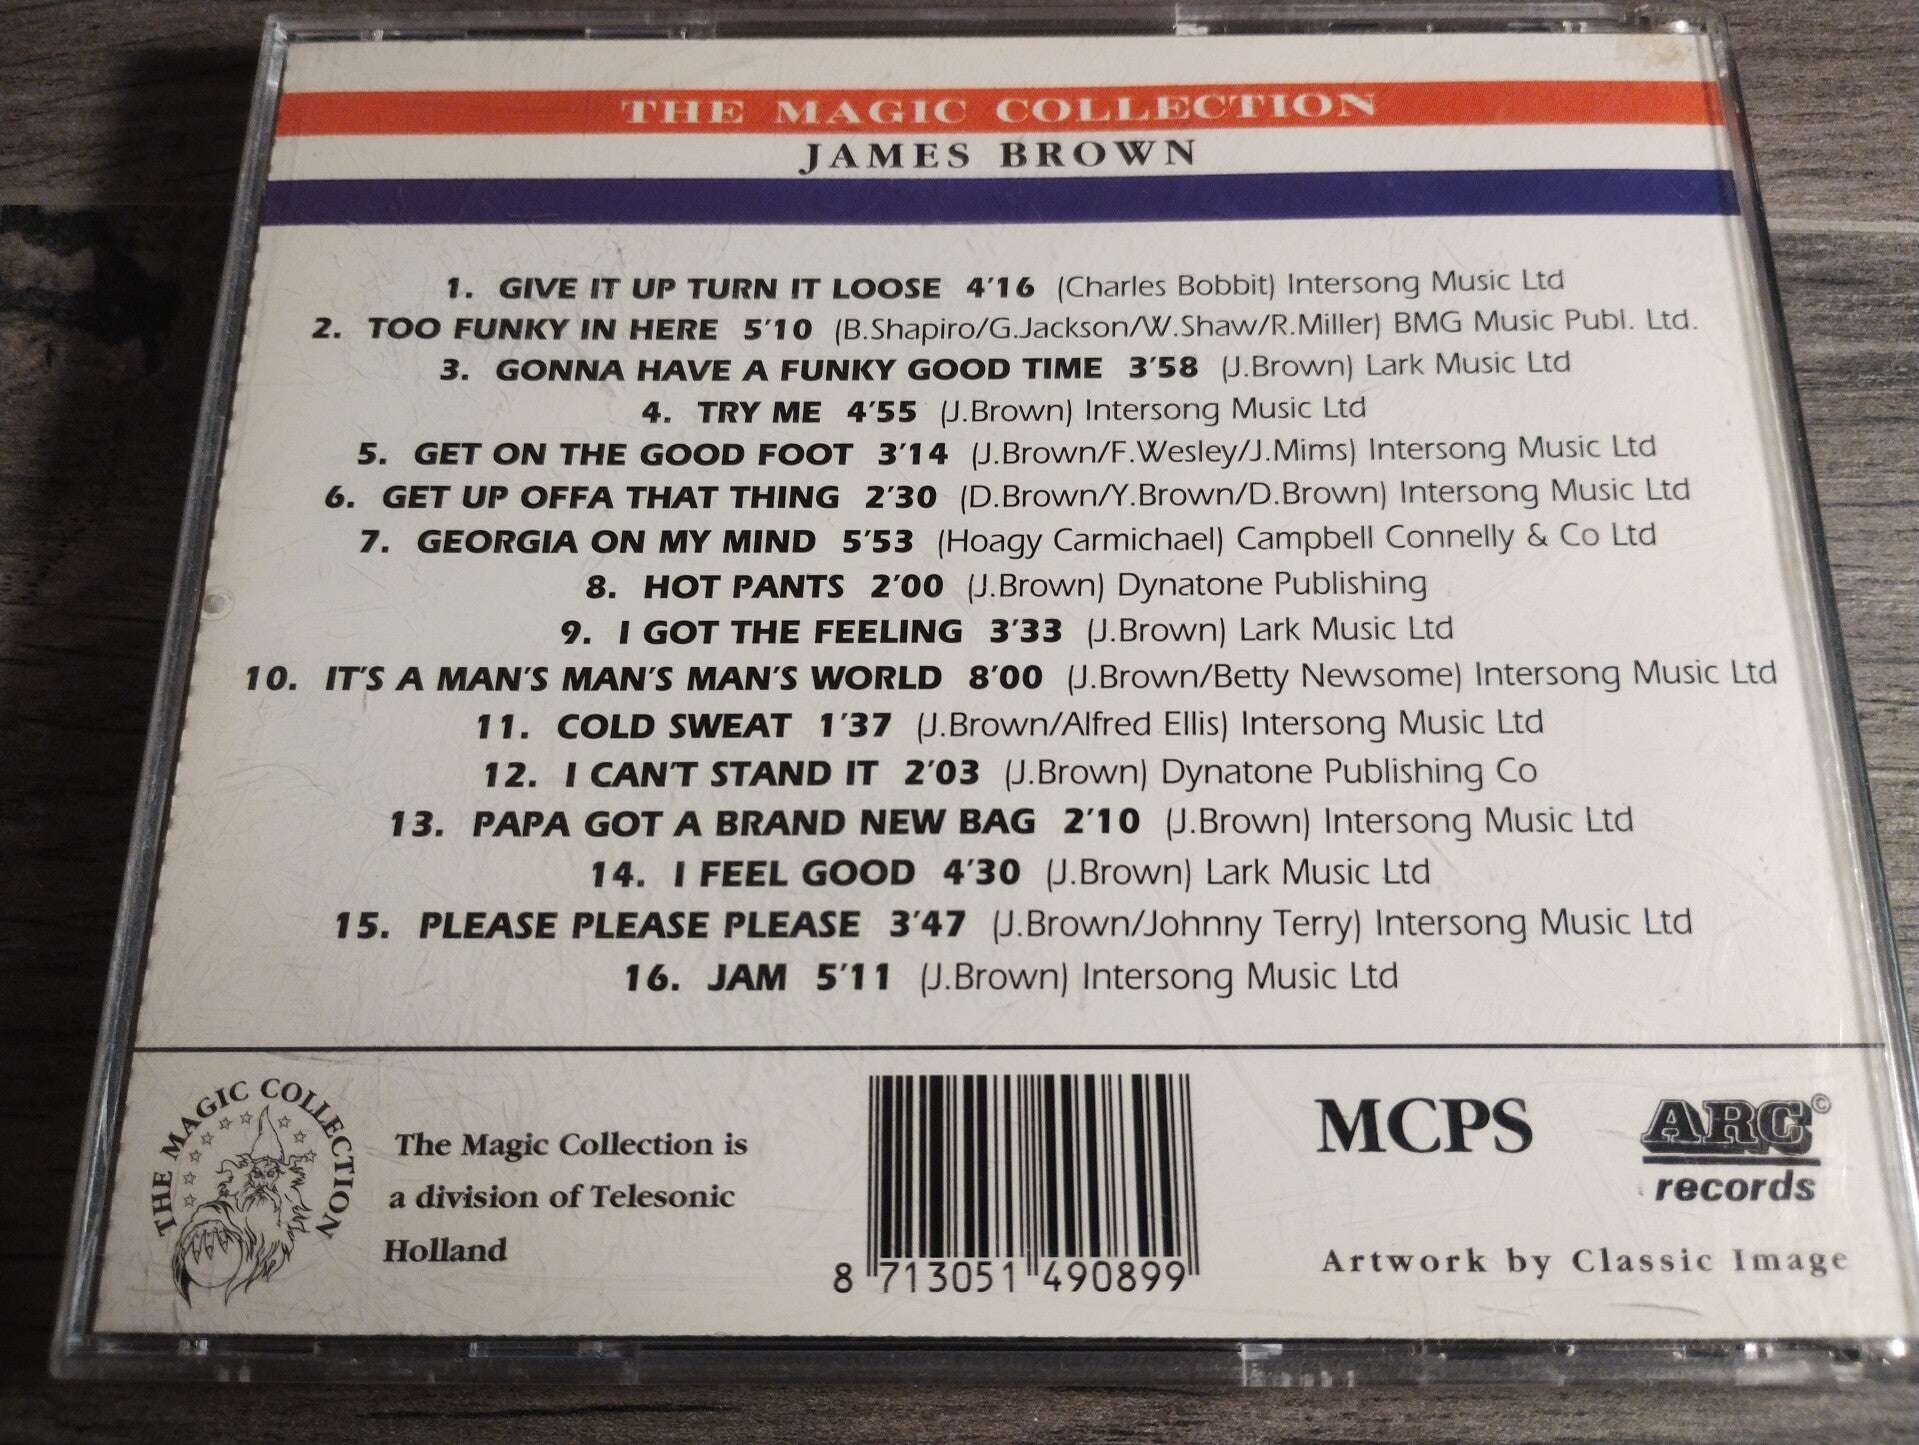 THE MAGIC COLLECTION
JAMES BROWN
1. GIVE IT UP TURN IT LOOSE 4'16 (Charles Bobbit) Intersong Music Ltd
2. TOO FUNKY IN HERE 5'10 (B.Shapiro/G.Jackson/W.Shaw/R.Miller) BMG Music Publ. Ltd.
3. GONNA HAVE A FUNKY GOOD TIME 3'58 (J.Brown) Lark Music Ltd
4. TRY ME 4'55 (J.Brown) Intersong Music Ltd
5. GET ON THE GOOD FOOT 3'14 (J.Brown/F.Wesley/J.Mims) Intersong Music Ltd
6. GET UP OFFA THAT THING 2'30 (D.Brown/Y.Brown/D.Brown) Intersong Music Ltd
7. GEORGIA ON MY MIND 5'53 (Hoagy Carmichael) Campbell Connelly & Co Ltd
8. HOT PANTS 2'00 (J.Brown) Dynatone Publishing
9. I GOT THE FEELING 3'33 (J.Brown) Lark Music Ltd
10. IT'S A MAN'S MAN'S MAN'S WORLD 8'00 (J.Brown/Betty Newsome) Intersong Music Ltd
11. COLD SWEAT 1'37 (J.Brown/Alfred Ellis) Intersong Music Ltd
12. I CAN'T STAND IT 2'03 (J.Brown) Dynatone Publishing Co
13. PAPA GOT A BRAND NEW BAG 2'10 (J.Brown) Intersong Music Ltd
14. I FEEL GOOD 4'30 (J.Brown) Lark Music Ltd
15. PLEASE PLEASE PLEASE 3'47 (J.Brown/Johnny Terry) Intersong Music Ltd
16. JAM 5'11 (J.Brown) Intersong Music Ltd
THE MAGIC COLLECTION
The Magic Collection is
a division of Telesonic
Holland
8 713051 490899
MCPS
ARC©
records
Artwork by Classic Image